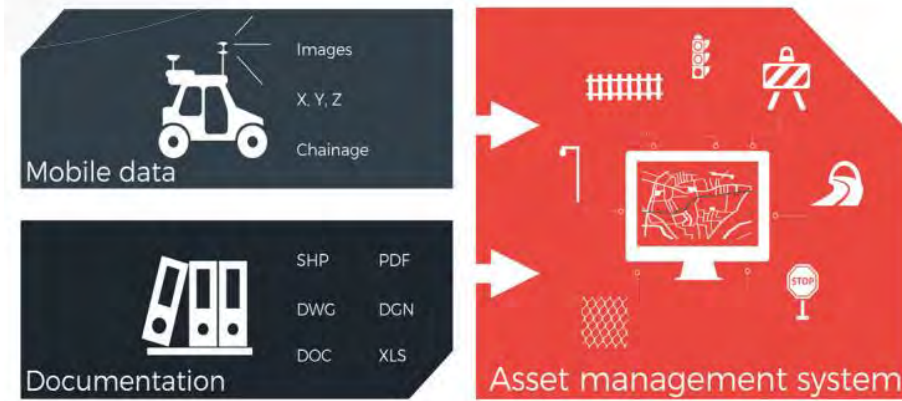 Images
X, Y, Z
Chainage
Mobile data
SHP PDF
DWG DGN
DOC XLS
Documentation
STOP
Asset management system